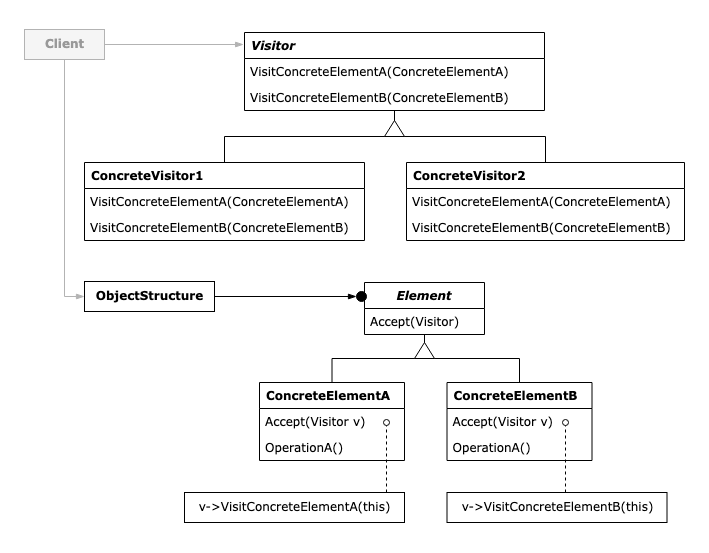 Client
Visitor
VisitConcreteElementA(ConcreteElementA)
VisitConcreteElementB(ConcreteElementB)
ConcreteVisitor1
VisitConcreteElementA(ConcreteElementA)
VisitConcreteElementB(ConcreteElementB)
ConcreteVisitor2
VisitConcreteElementA(ConcreteElementA)
VisitConcreteElementB(ConcreteElementB)
ObjectStructure
Element
Accept(Visitor)
ConcreteElementA
Accept(Visitor v)
OperationA()
ConcreteElementB
Accept(Visitor v)
OperationA()
v->VisitConcreteElementA(this)
v->VisitConcreteElementB(this)